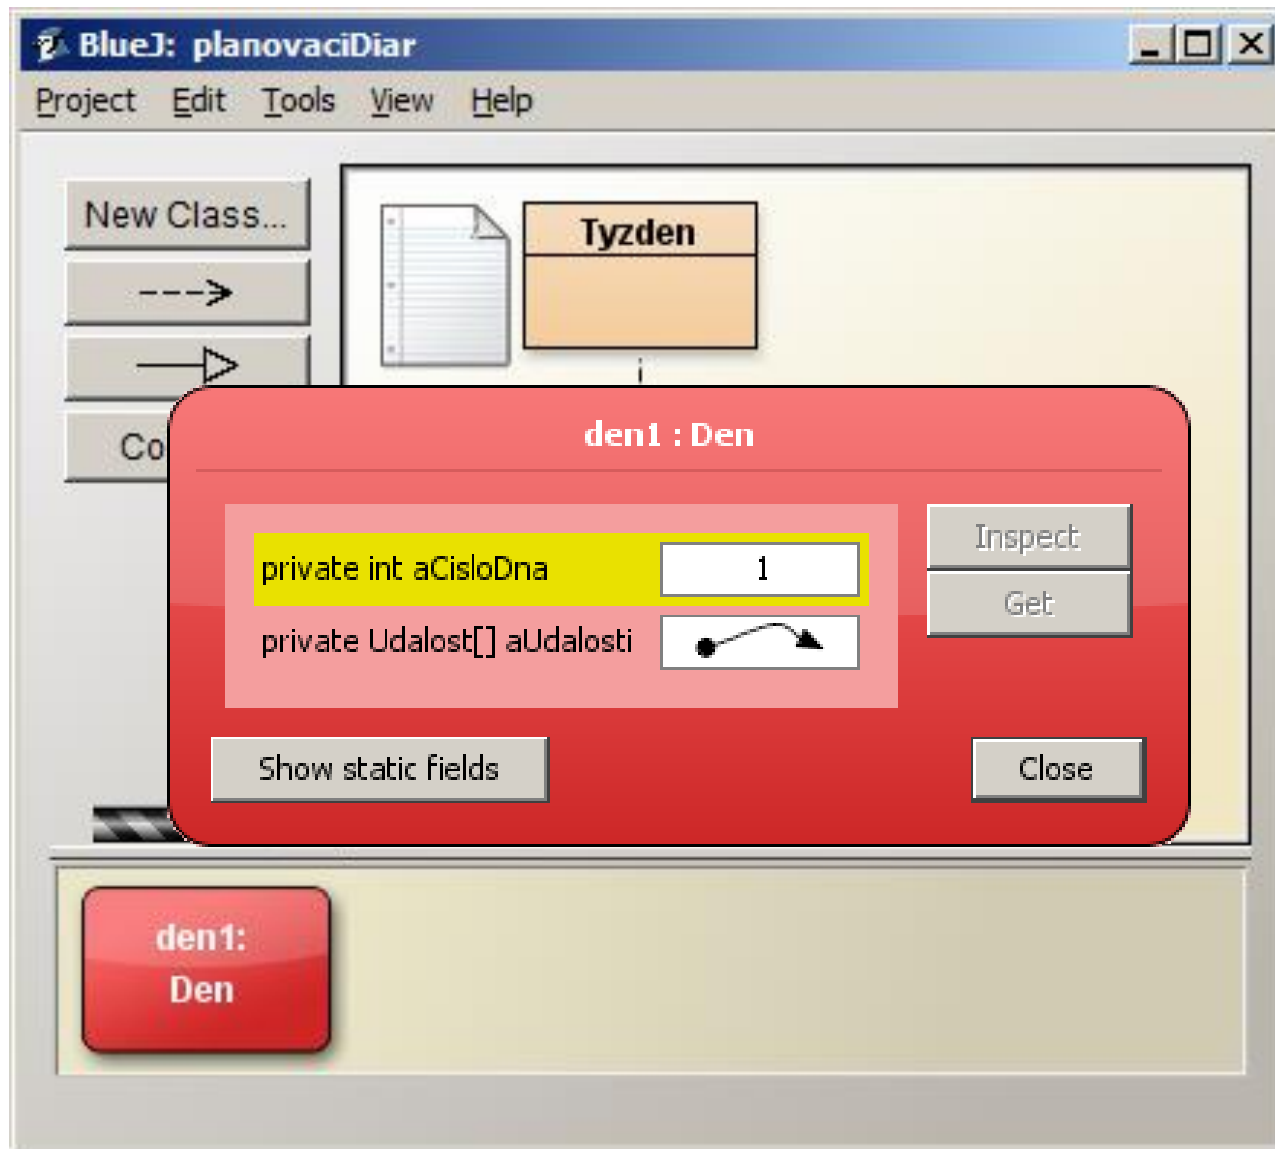 BlueJ: planovaciDiar
Project Edit Tools View Help
New Class...
Tyzden
Co
den1 : Den
private int aCisloDna 1
private Udalost[] aUdalosti
Inspect
Get
Show static fields
Close
den1:
Den